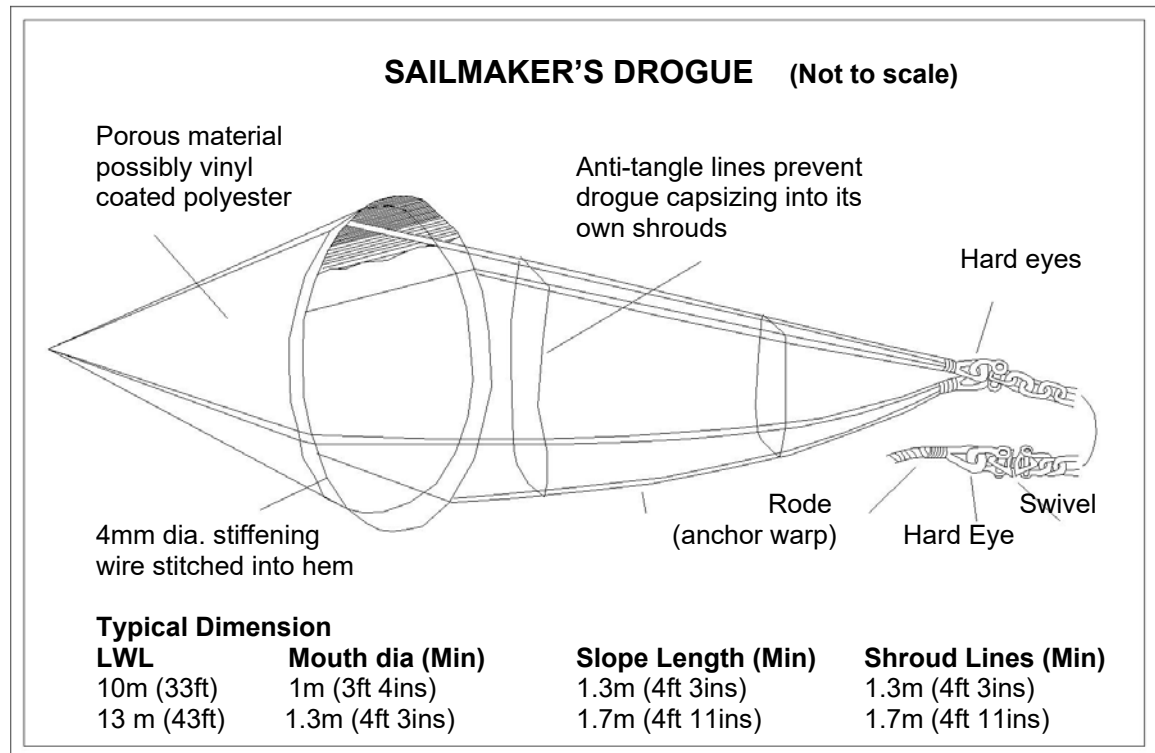 SAILMAKER'S DROGUE (Not to scale)
Porous material
possibly vinyl
coated polyester
Anti-tangle lines prevent
drogue capsizing into its
own shrouds
Hard eyes
4mm dia. stiffening
wire stitched into hem
Rode
(anchor warp)
Hard Eye
Swivel
Typical Dimension
LWL Mouth dia (Min) Slope Length (Min) Shroud Lines (Min)
10m (33ft) 1m (3ft 4ins) 1.3m (4ft 3ins) 1.3m (4ft 3ins)
13 m (43ft) 1.3m (4ft 3ins) 1.7m (4ft 11ins) 1.7m (4ft 11ins)